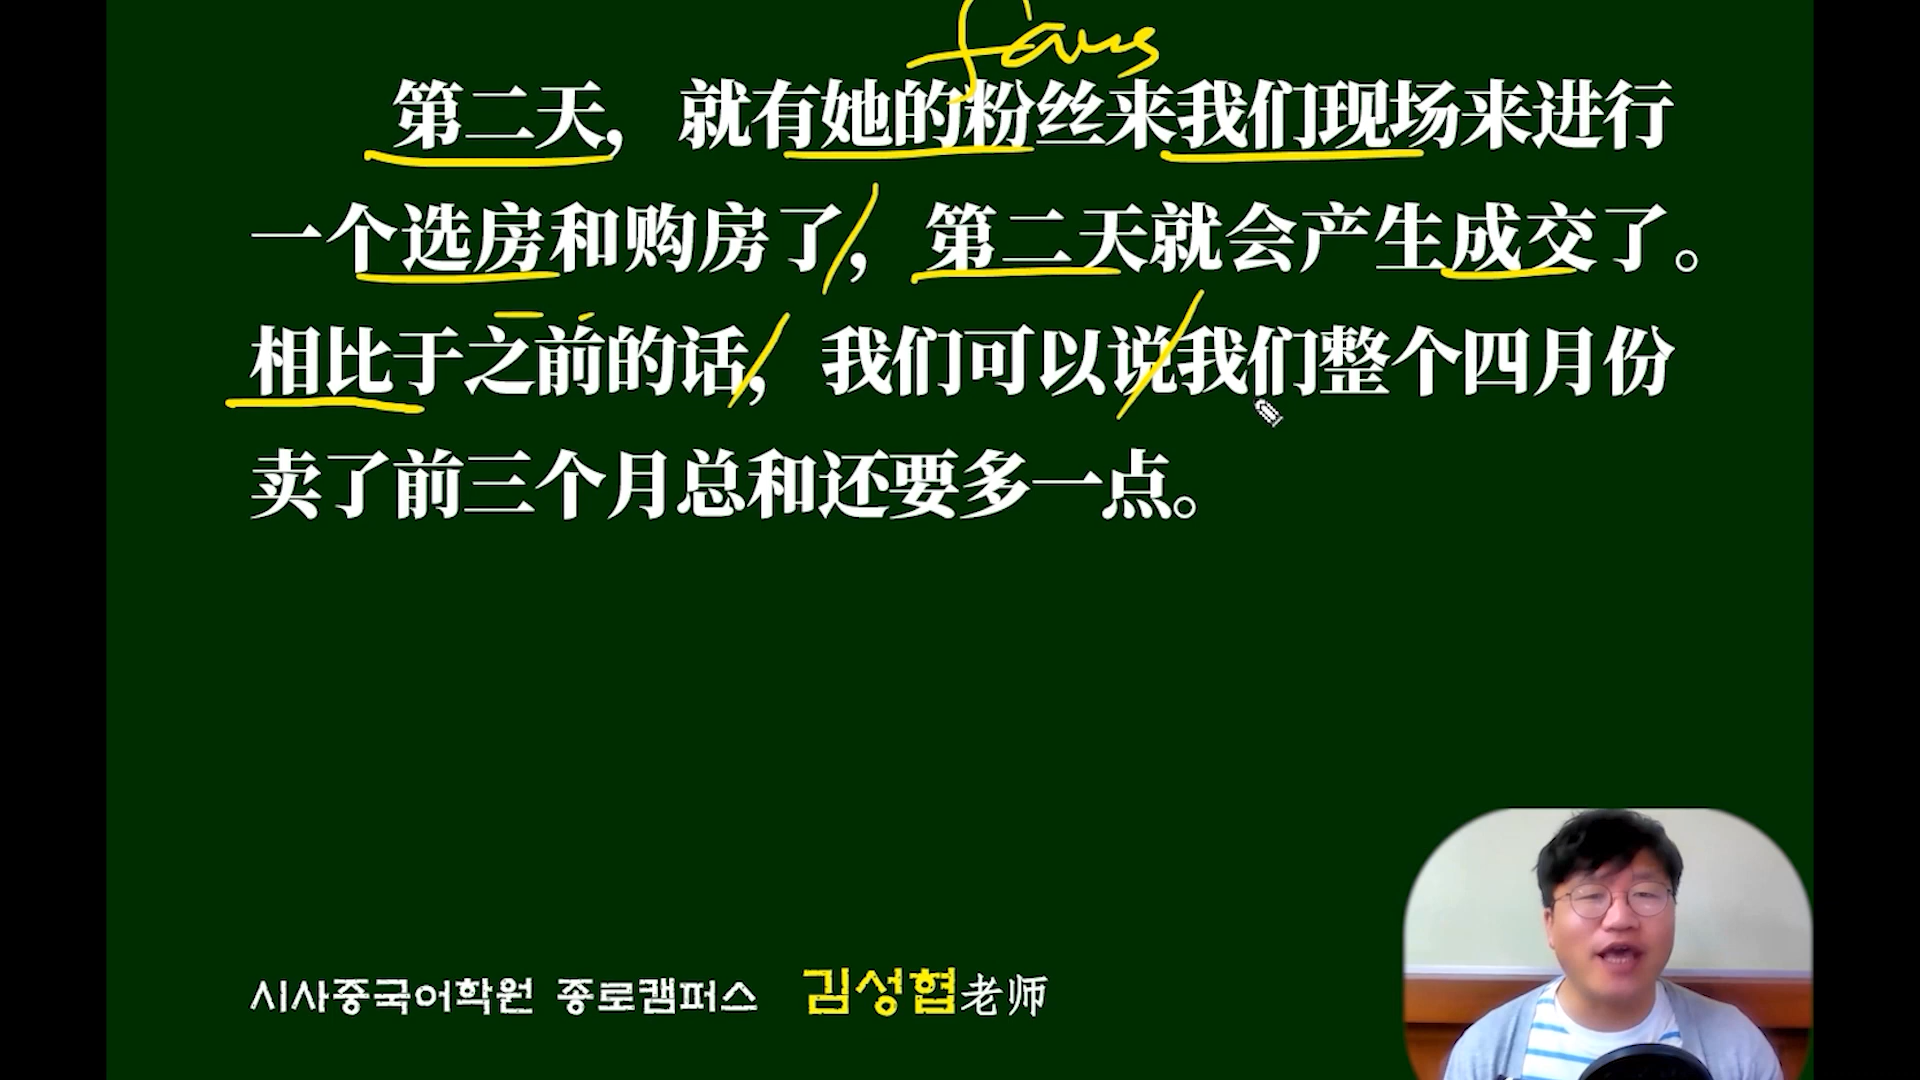 fans
第二天，就有她的粉丝来我们现场来进行
一个选房和购房了，第二天就会产生成交了。
相比于之前的话，我们可以说我们整个四月份
卖了前三个月总和还要多一点。
시사중국어학원 종로캠퍼스 김성협老师